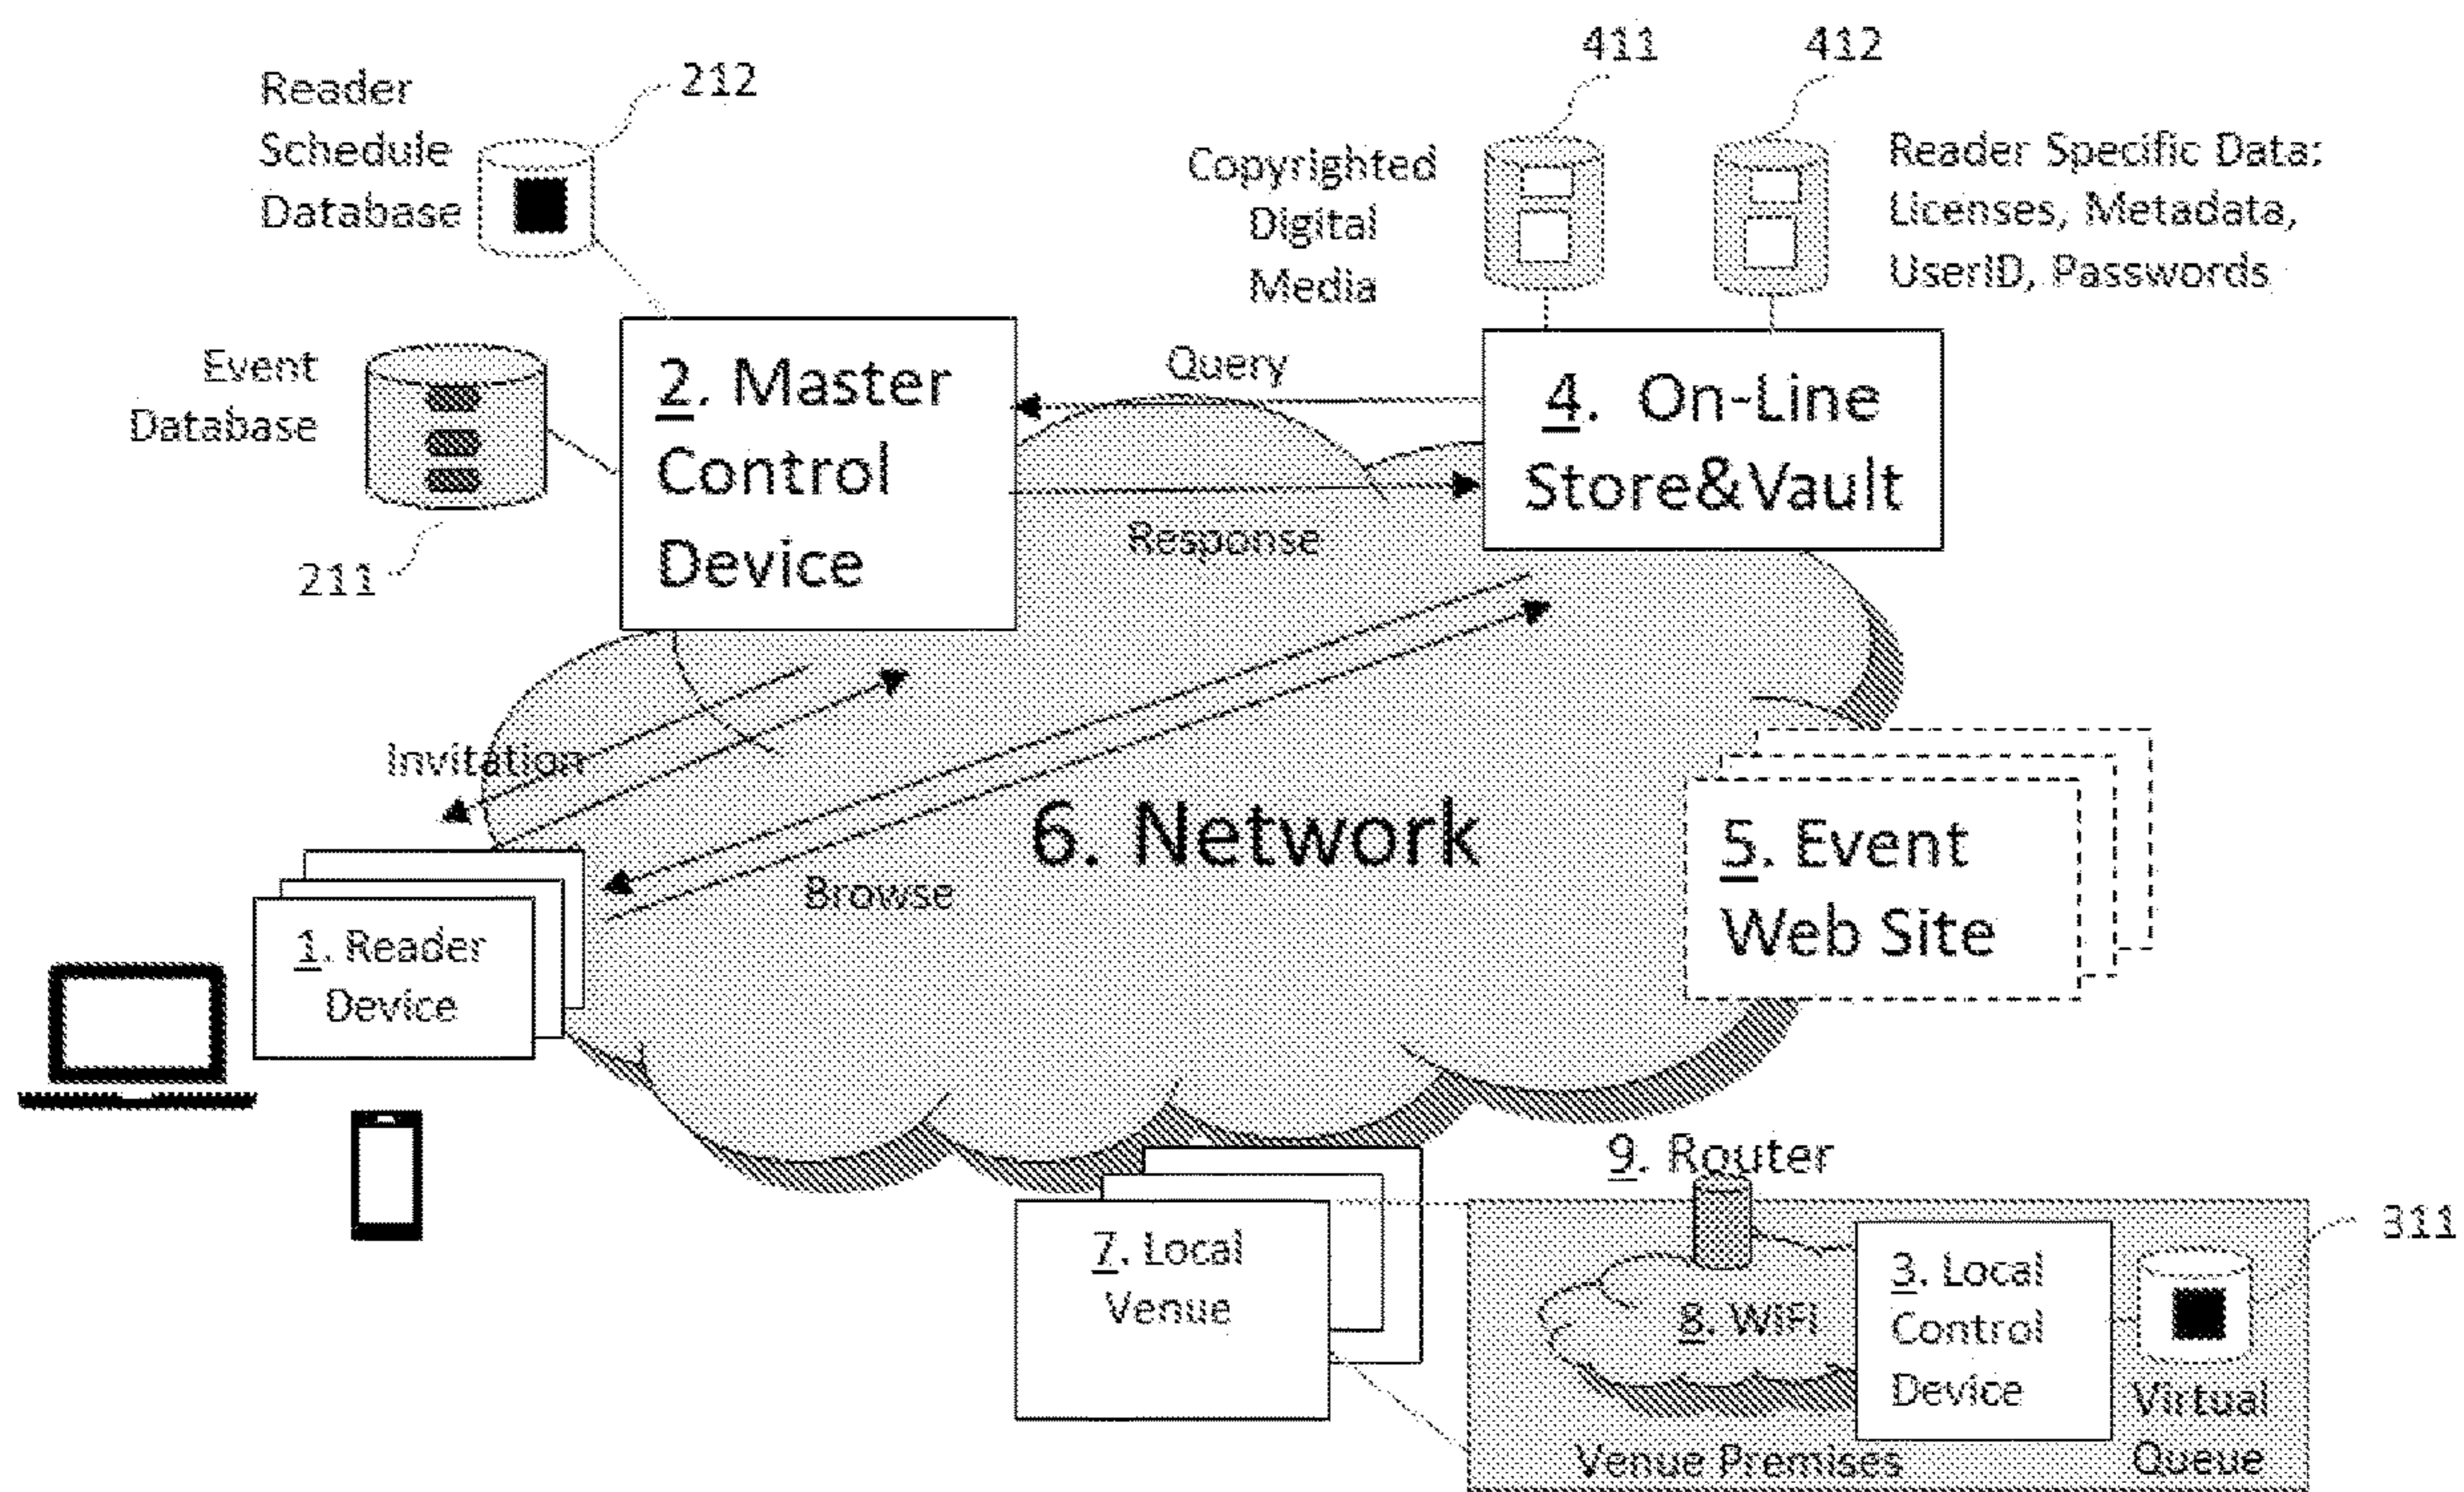 212
Reader
Schedule
Database
411
412
Copyrighted
Digital
Media
Reader Specific Data:
Licenses, Metadata,
UserID, Passwords
Event
Database
211
2. Master
Control
Device
Query
Response
4. On-Line
Store&Vault
Invitation
Browse
6. Network
5. Event
Web Site
1. Reader
Device
7. Local
Venue
9. Router
8. WiFi
3. Local
Control
Device
311
Virtual
Queue
Venue Premises